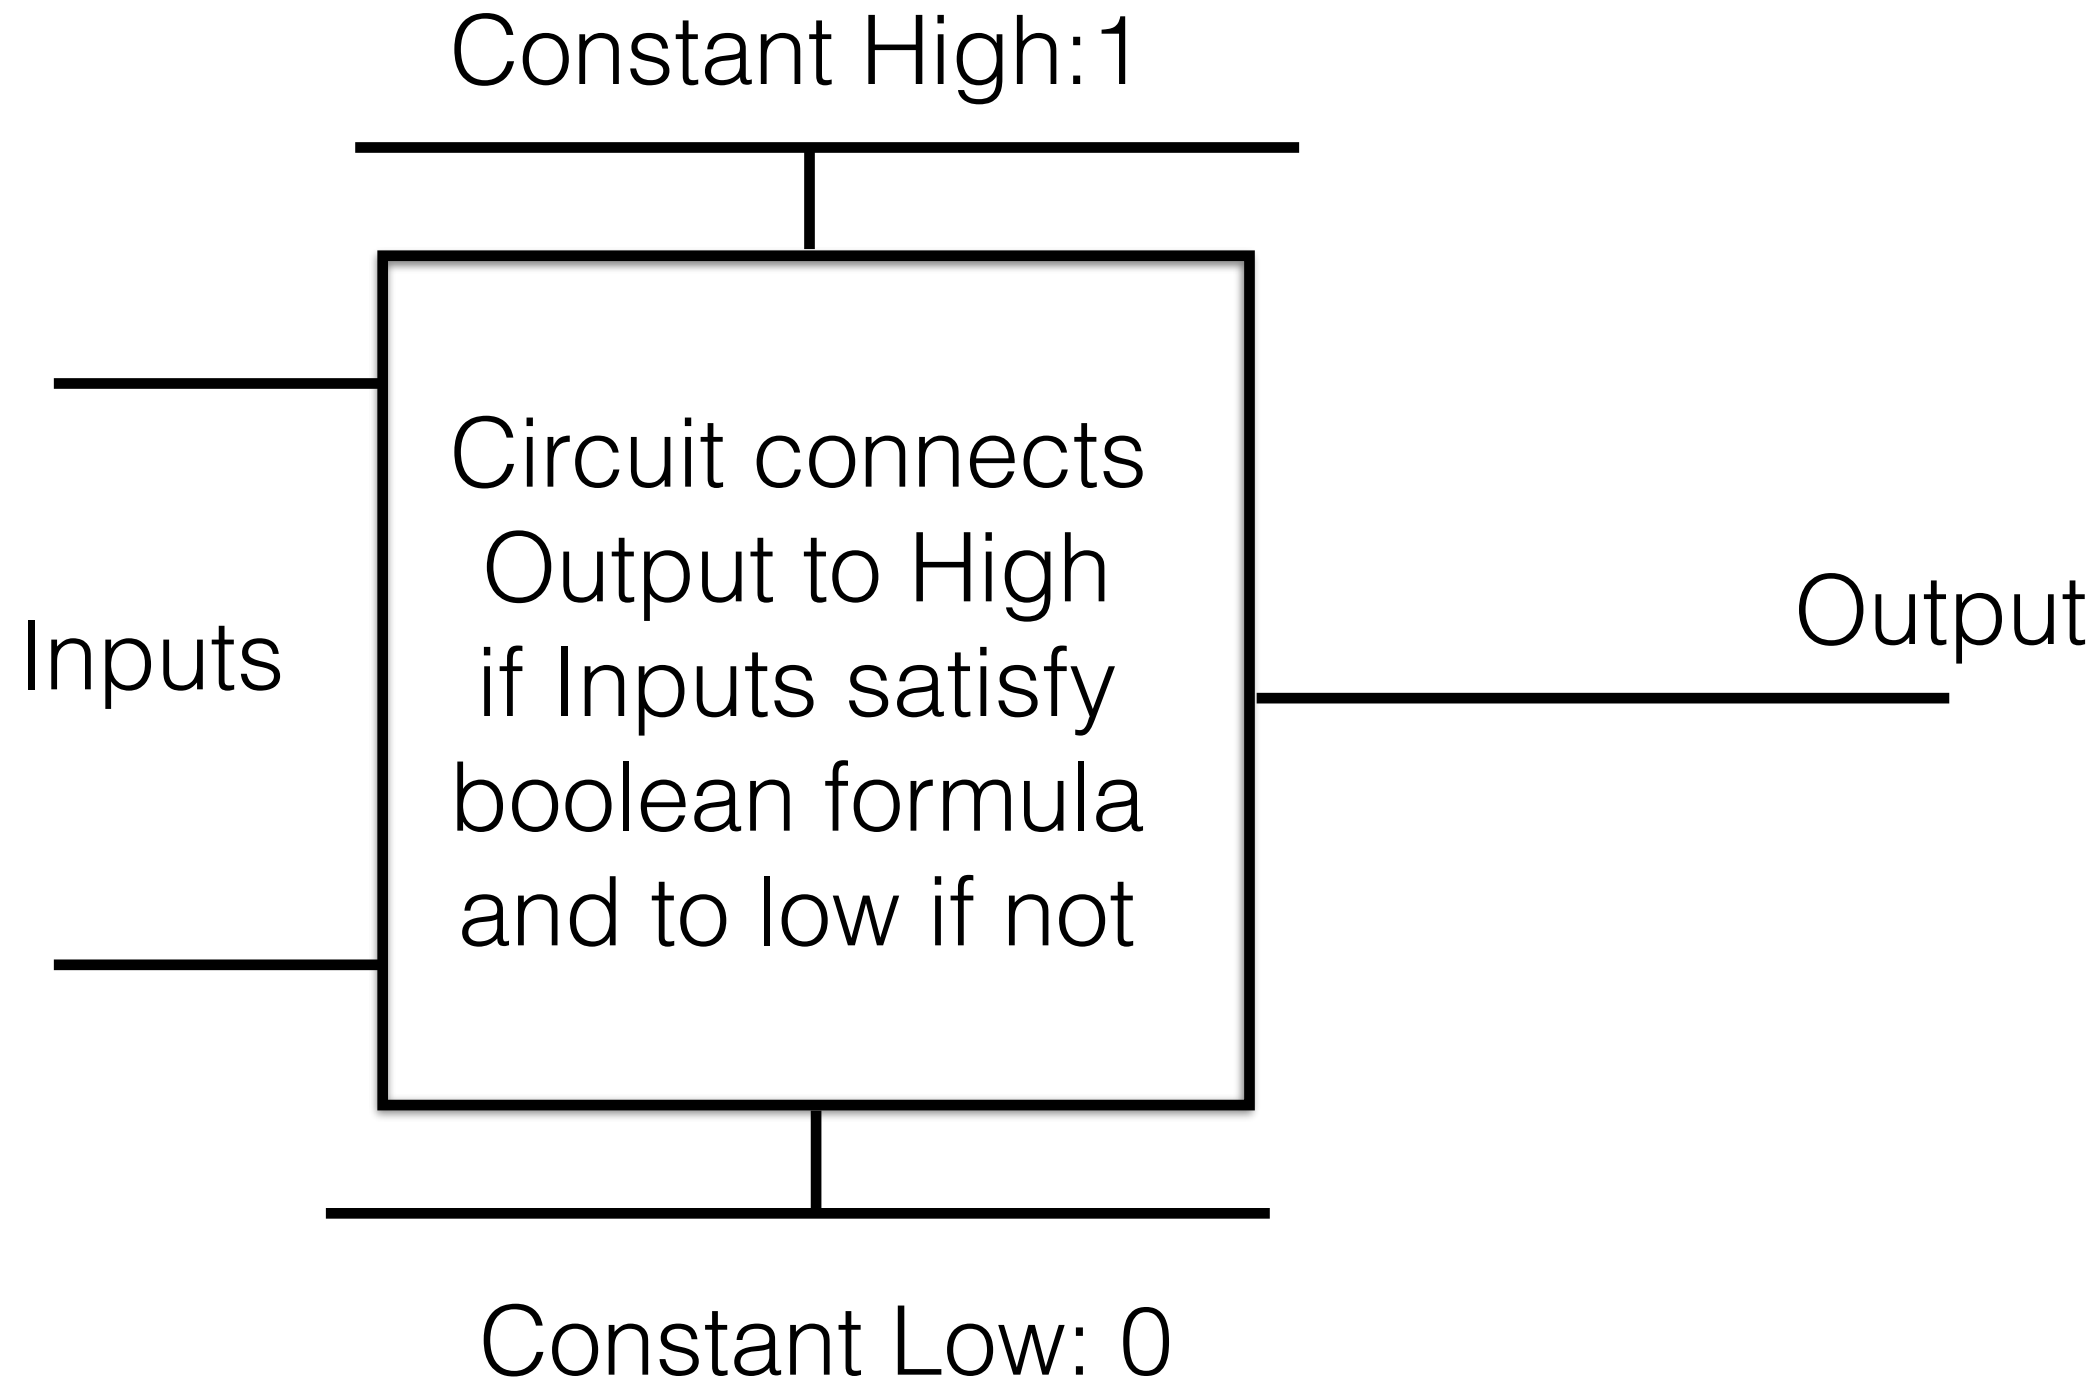 Constant High:1
Circuit connects
Output to High
if Inputs satisfy
boolean formula
and to low if not
Inputs
Output
Constant Low: 0